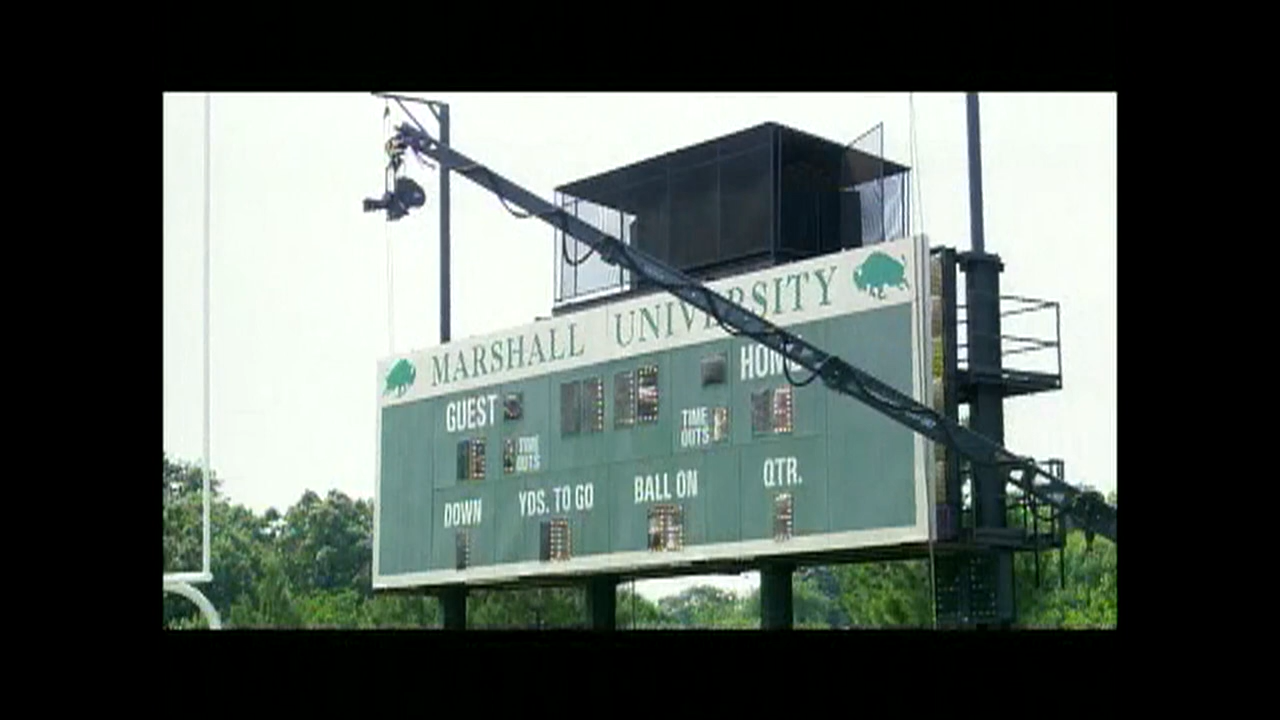 MARSHALL UNIVERSITY
GUEST
TIME
OUTS
TIME
OUTS
DOWN
YDS. TO GO
BALL ON
QTR.